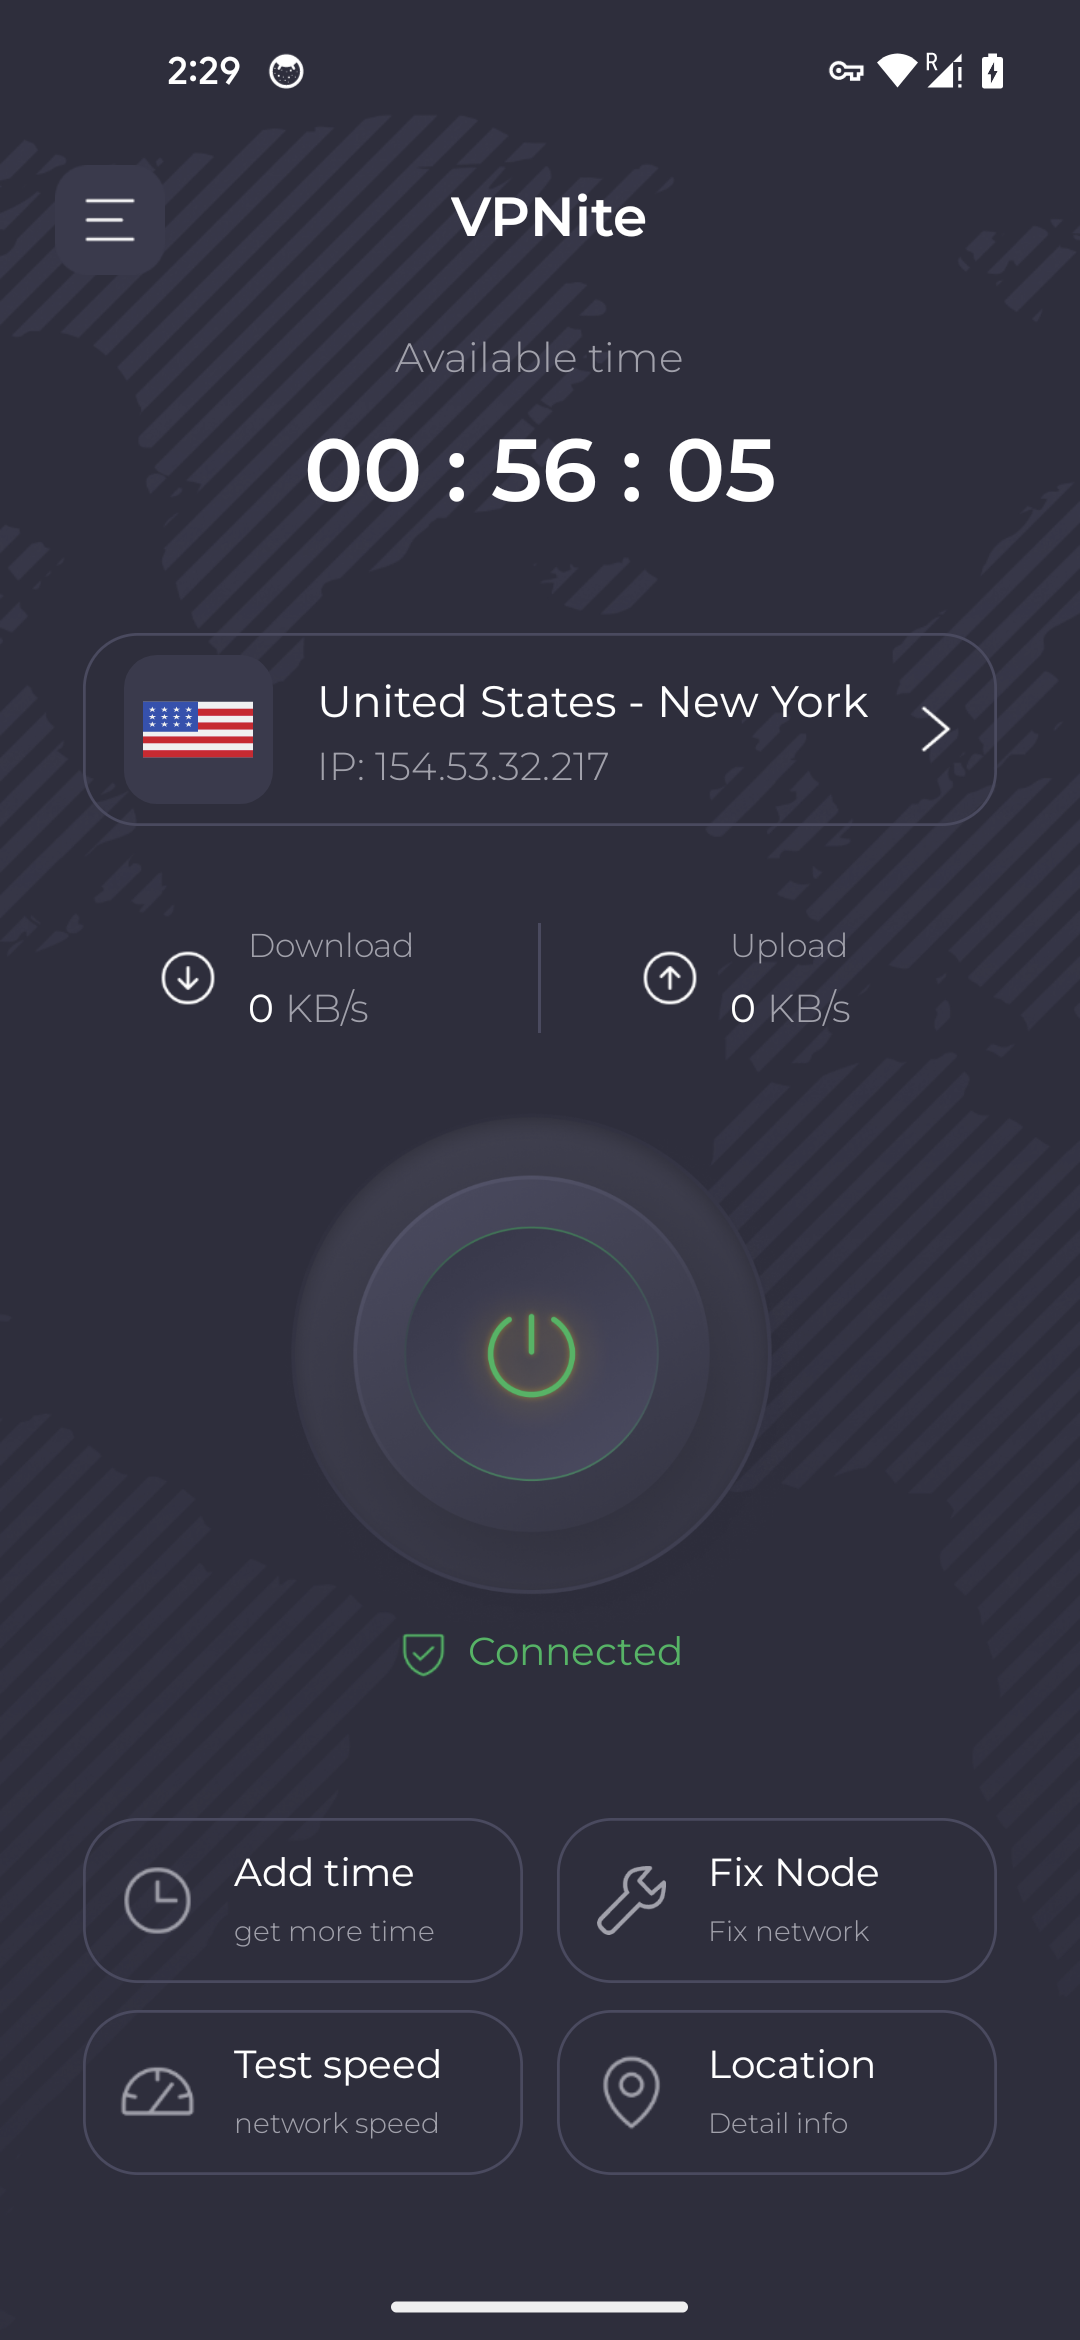 2:29
R
VPNite
Available time
00 : 56 : 05
United States - New York
IP: 154.53.32.217
Download
0 KB/s
Upload
0 KB/s
Connected
Add time
get more time
Fix Node
Fix network
Test speed
network speed
Location
Detail info